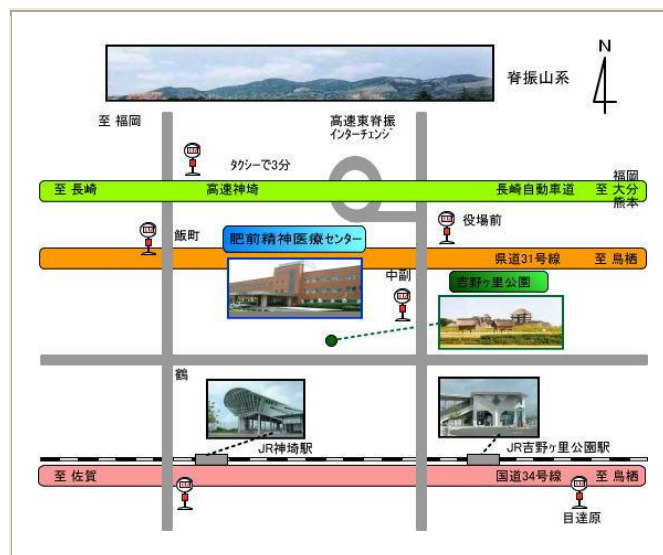 N
脊振山系
至 福岡
高速東脊振
インターチェンジ
タクシーで3分
至 長崎
高速神埼
長崎自動車道
至
福岡
大分
熊本
飯町
肥前精神医療センター
役場前
県道31号線
至 鳥栖
中副
吉野ヶ里公園
鶴
JR神埼駅
JR吉野ヶ里公園駅
至 佐賀
国道34号線
至 鳥栖
目達原